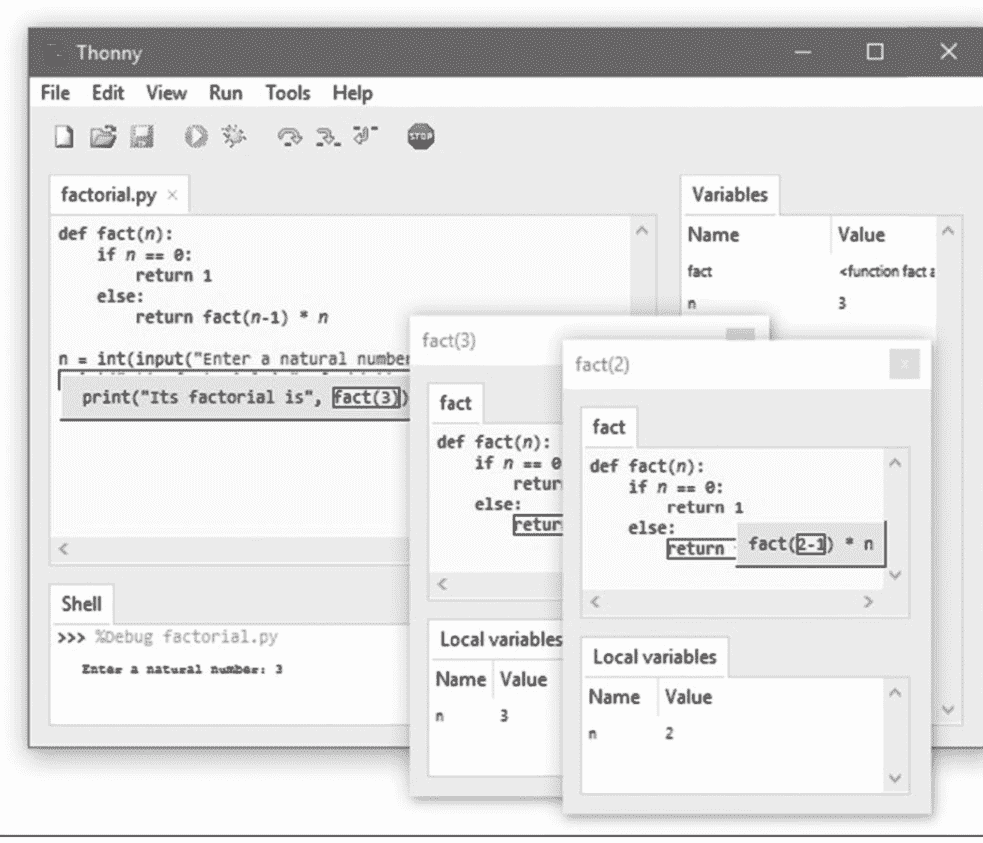 Thonny
File Edit View Run Tools Help
STOP
factorial.py ×
def fact(n):
if n == 0:
return 1
else:
return fact(n-1) * n
n = int(input("Enter a natural number
print("Its factorial is", fact(3))
Shell
>>> %Debug factorial.py
Enter a natural number: 3
Variables
Name Value
fact <function fact a
n 3
fact(3)
fact
def fact(n):
if n == 0
retur
else:
retur
Local variables
Name Value
n 3
fact(2)
fact
def fact(n):
if n == 0:
return 1
else:
return fact(2-1) * n
Local variables
Name Value
n 2